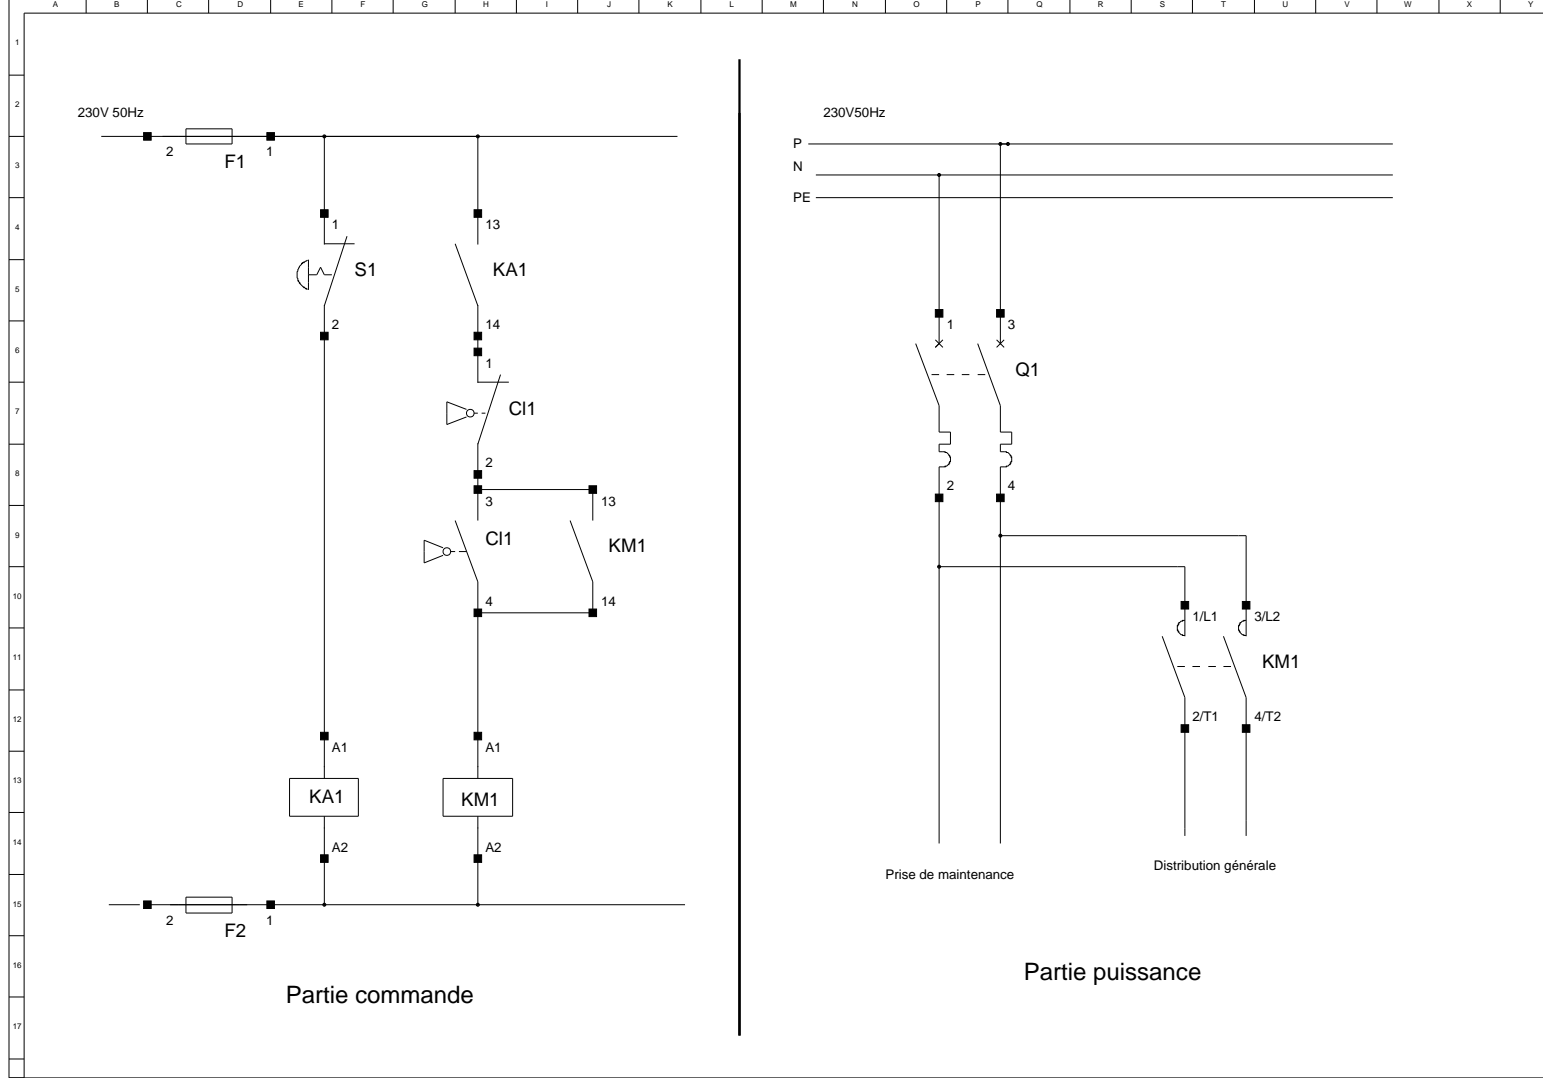 A B C D E F G H I J K L M N O P Q R S T U V W X Y
1
2
3
4
5
6
7
8
9
10
11
12
13
14
15
16
17
230V 50Hz
2 F1 1
1
S1
2
13
KA1
14
1
CI1
2
3
CI1
4
13
KM1
14
A1
KA1
A2
A1
KM1
A2
2 F2 1
Partie commande
230V50Hz
P
N
PE
1 3
Q1
2 4
1/L1 3/L2
KM1
2/T1 4/T2
Prise de maintenance
Distribution générale
Partie puissance